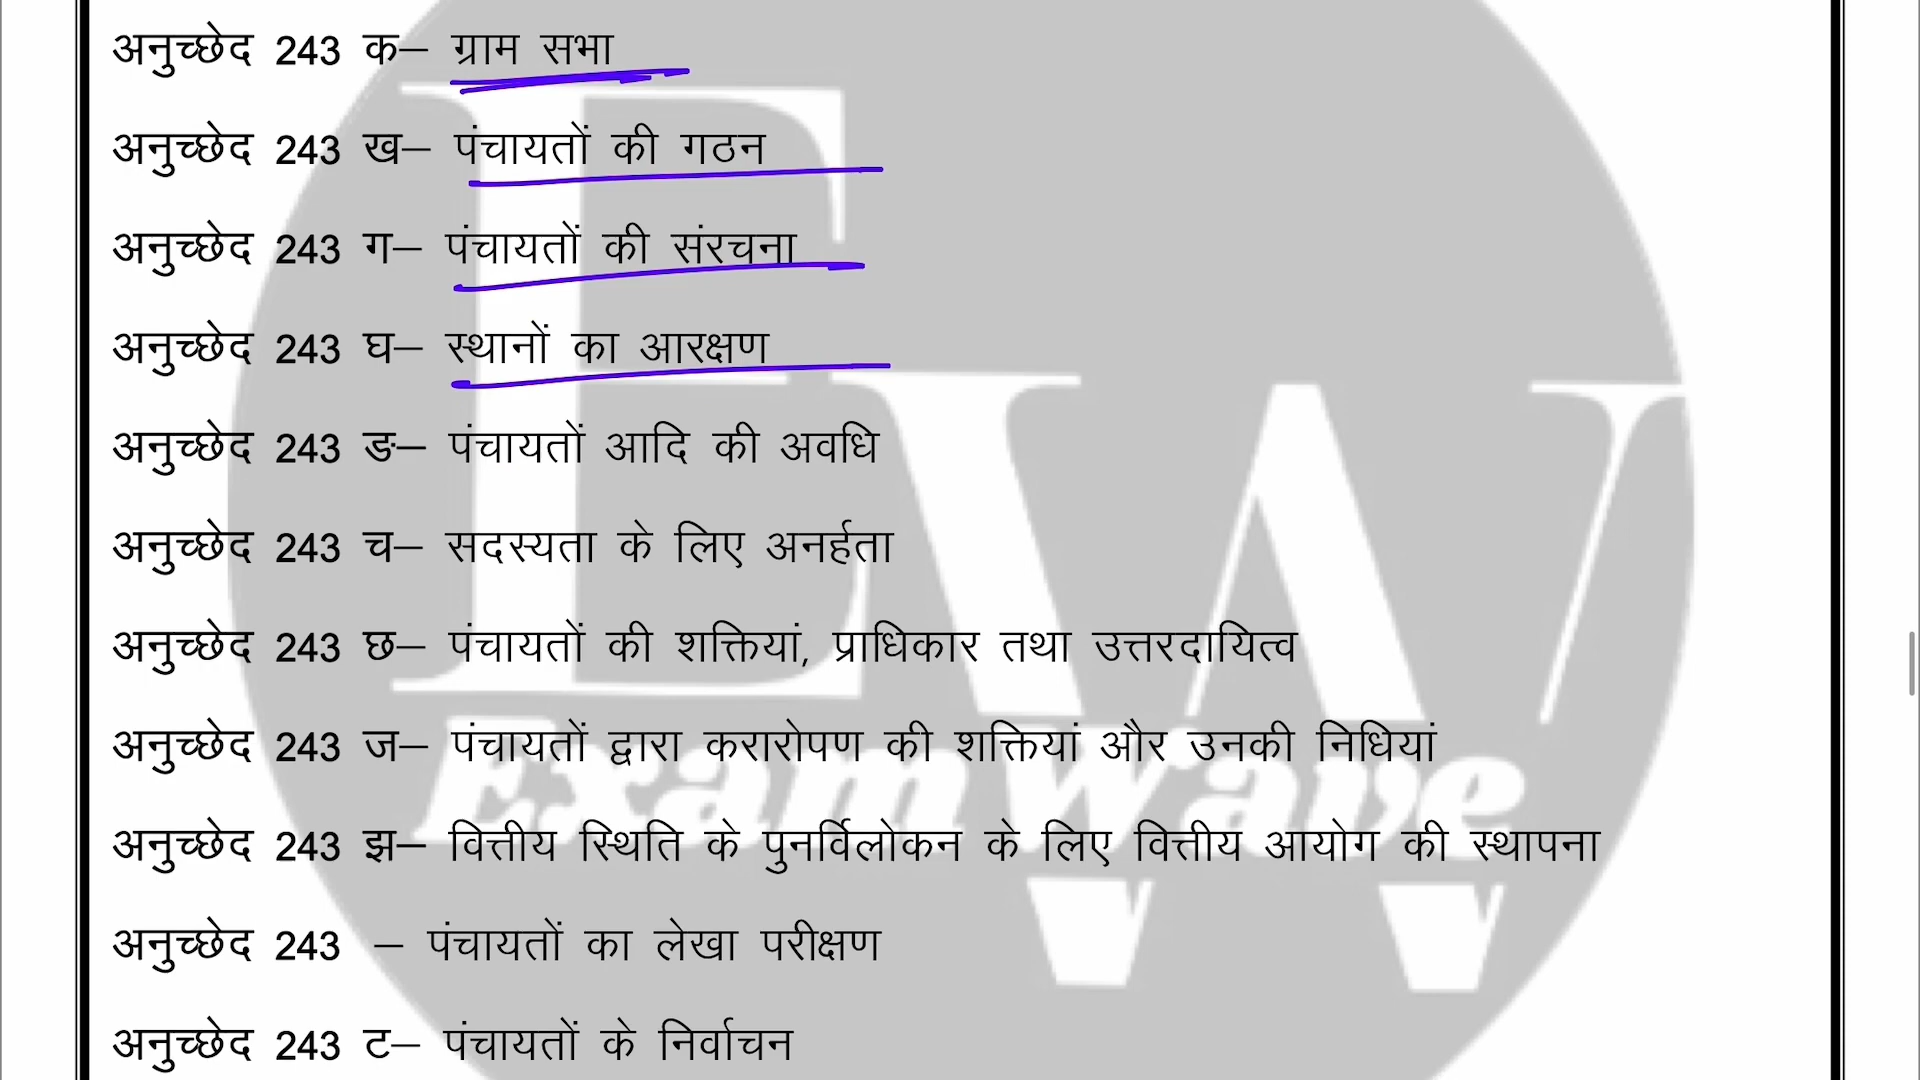 अनुच्छेद 243 क– ग्राम सभा
अनुच्छेद 243 ख– पंचायतों की गठन
अनुच्छेद 243 ग– पंचायतों की संरचना
अनुच्छेद 243 घ– स्थानों का आरक्षण
अनुच्छेद 243 ङ– पंचायतों आदि की अवधि
अनुच्छेद 243 च– सदस्यता के लिए अनर्हता
अनुच्छेद 243 छ– पंचायतों की शक्तियां, प्राधिकार तथा उत्तरदायित्व
अनुच्छेद 243 ज– पंचायतों द्वारा करारोपण की शक्तियां और उनकी निधियां
अनुच्छेद 243 झ– वित्तीय स्थिति के पुनर्विलोकन के लिए वित्तीय आयोग की स्थापना
अनुच्छेद 243 – पंचायतों का लेखा परीक्षण
अनुच्छेद 243 ट– पंचायतों के निर्वाचन
EW
ExamWave